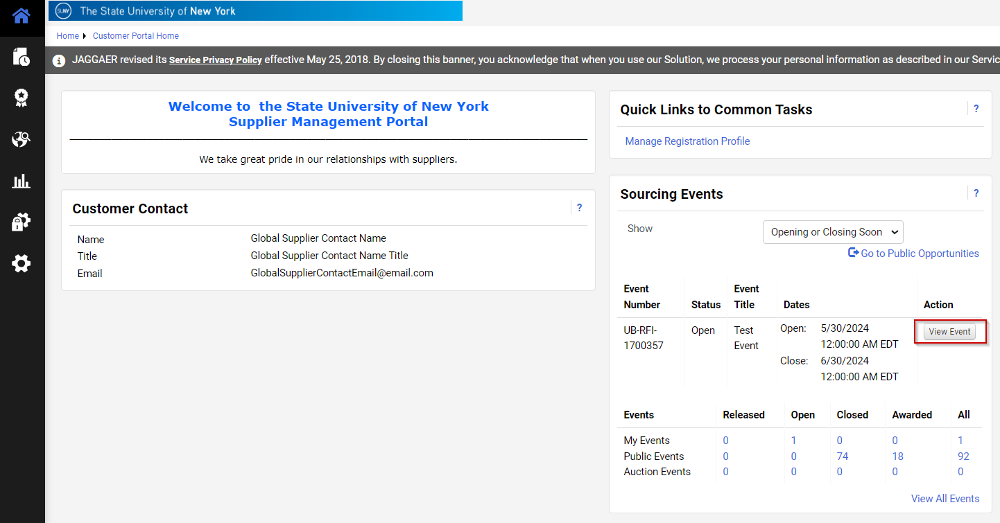 SUNY The State University of New York
Home Customer Portal Home
JAGGAER revised its Service Privacy Policy effective May 25, 2018. By closing this banner, you acknowledge that when you use our Solution, we process your personal information as described in our Servic
Welcome to the State University of New York
Supplier Management Portal
We take great pride in our relationships with suppliers.
Customer Contact ?
Name Global Supplier Contact Name
Title Global Supplier Contact Name Title
Email GlobalSupplierContactEmail@email.com
Quick Links to Common Tasks ?
Manage Registration Profile
Sourcing Events ?
Show Opening or Closing Soon
Go to Public Opportunities
Event Event
Number Status Title Dates Action
UB-RFI- Open Test Open: 5/30/2024 View Event
1700357 Event 12:00:00 AM EDT
Close: 6/30/2024
12:00:00 AM EDT
Events Released Open Closed Awarded All
My Events 0 1 0 0 1
Public Events 0 0 74 18 92
Auction Events 0 0 0 0 0
View All Events